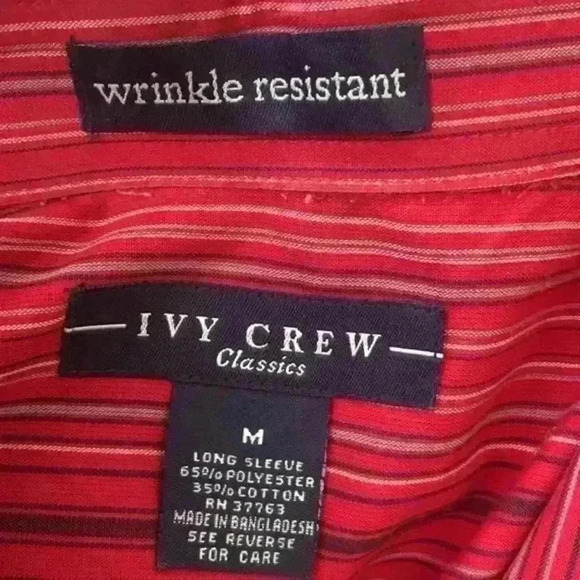 wrinkle resistant
IVY CREW
Classics
M
LONG SLEEVE
65% POLYESTER
35% COTTON
RN 37763
MADE IN BANGLADESH
SEE REVERSE
FOR CARE